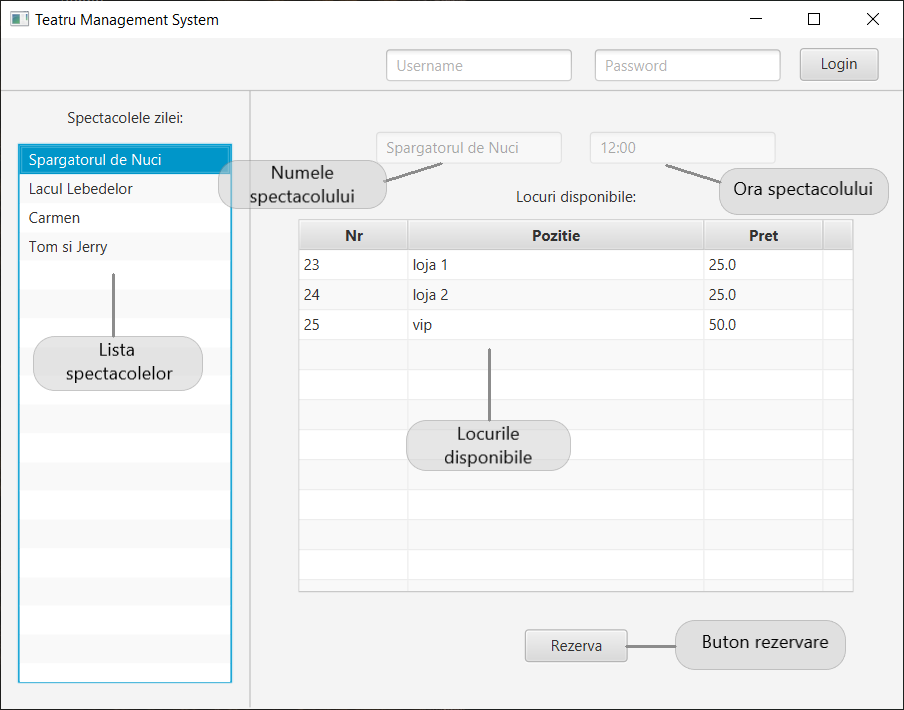 Teatru Management System
Username
Password
Login
Spectacolele zilei:
Spargatorul de Nuci
Lacul Lebedelor
Carmen
Tom si Jerry
Lista
spectacolelor
Spargatorul de Nuci
12:00
Numele
spectacolului
Ora spectacolului
Locuri disponibile:
Nr Pozitie Pret
23 loja 1 25.0
24 loja 2 25.0
25 vip 50.0
Locurile
disponibile
Rezerva
Buton rezervare